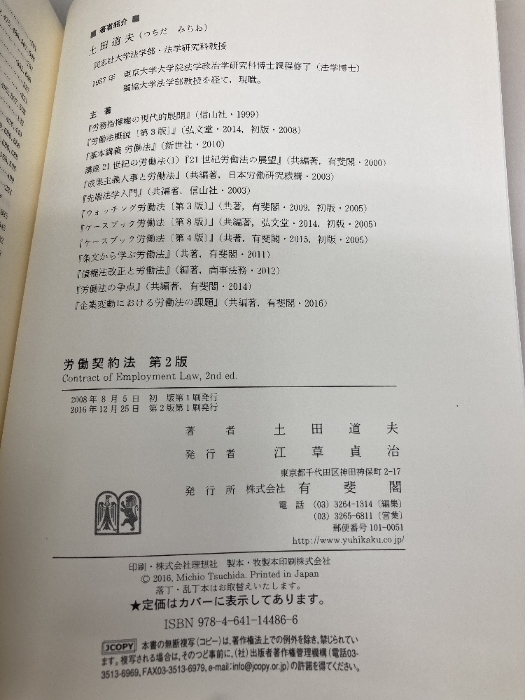 ■ 著者紹介 ■
土田道夫(つちだ みちお)
同志社大学法学部・法学研究科教授
1987年 東京大学大学院法学政治学研究科博士課程修了(法学博士)
獨協大学法学部教授を経て,現職。
主 著
『労務指揮権の現代的展開』(信山社・1999)
『労働法概説〔第3版〕』(弘文堂・2014,初版・2008)
『基本講義 労働法』(新世社・2010)
講座 21世紀の労働法(1)『21世紀労働法の展望』(共編著,有斐閣・2000)
『成果主義人事と労働法』(共編著,日本労働研究機構・2003)
『先端法学入門』(共編著,信山社・2003)
『ウォッチング労働法〔第3版〕』(共著,有斐閣・2009,初版・2005)
『ケースブック労働法〔第8版〕』(共編著,弘文堂・2014,初版・2005)
『ケースブック労働法〔第4版〕』(共著,有斐閣・2015,初版・2005)
『条文から学ぶ労働法』(共著,有斐閣・2011)
『債権法改正と労働法』(編著,商事法務・2012)
『労働法の争点』(共編著,有斐閣・2014)
『企業変動における労働法の課題』(共編著,有斐閣・2016)
労働契約法 第2版
Contract of Employment Law, 2nd ed.
2008年 8月 5日 初 版第1刷発行
2016年12月25日 第2版第1刷発行
著 者 土田道夫
発行者 江草貞治
東京都千代田区神田神保町2-17
発行所 株式会社 有斐閣
電話 (03) 3264-1314〔編集〕
(03) 3265-6811〔営業〕
郵便番号 101-0051
http://www.yuhikaku.co.jp/
印刷・株式会社理想社 製本・牧製本印刷株式会社
© 2016, Michio Tsuchida. Printed in Japan
落丁・乱丁本はお取替えいたします。
★定価はカバーに表示してあります。
ISBN 978-4-641-14486-6
JCOPY 本書の無断複写(コピー)は,著作権法上での例外を除き,禁じられてい
ます。複写される場合は,そのつど事前に,(社)出版者著作権管理機構(電話03-
3513-6969,FAX03-3513-6979,e-mail:info@jcopy.or.jp)の許諾を得てください。